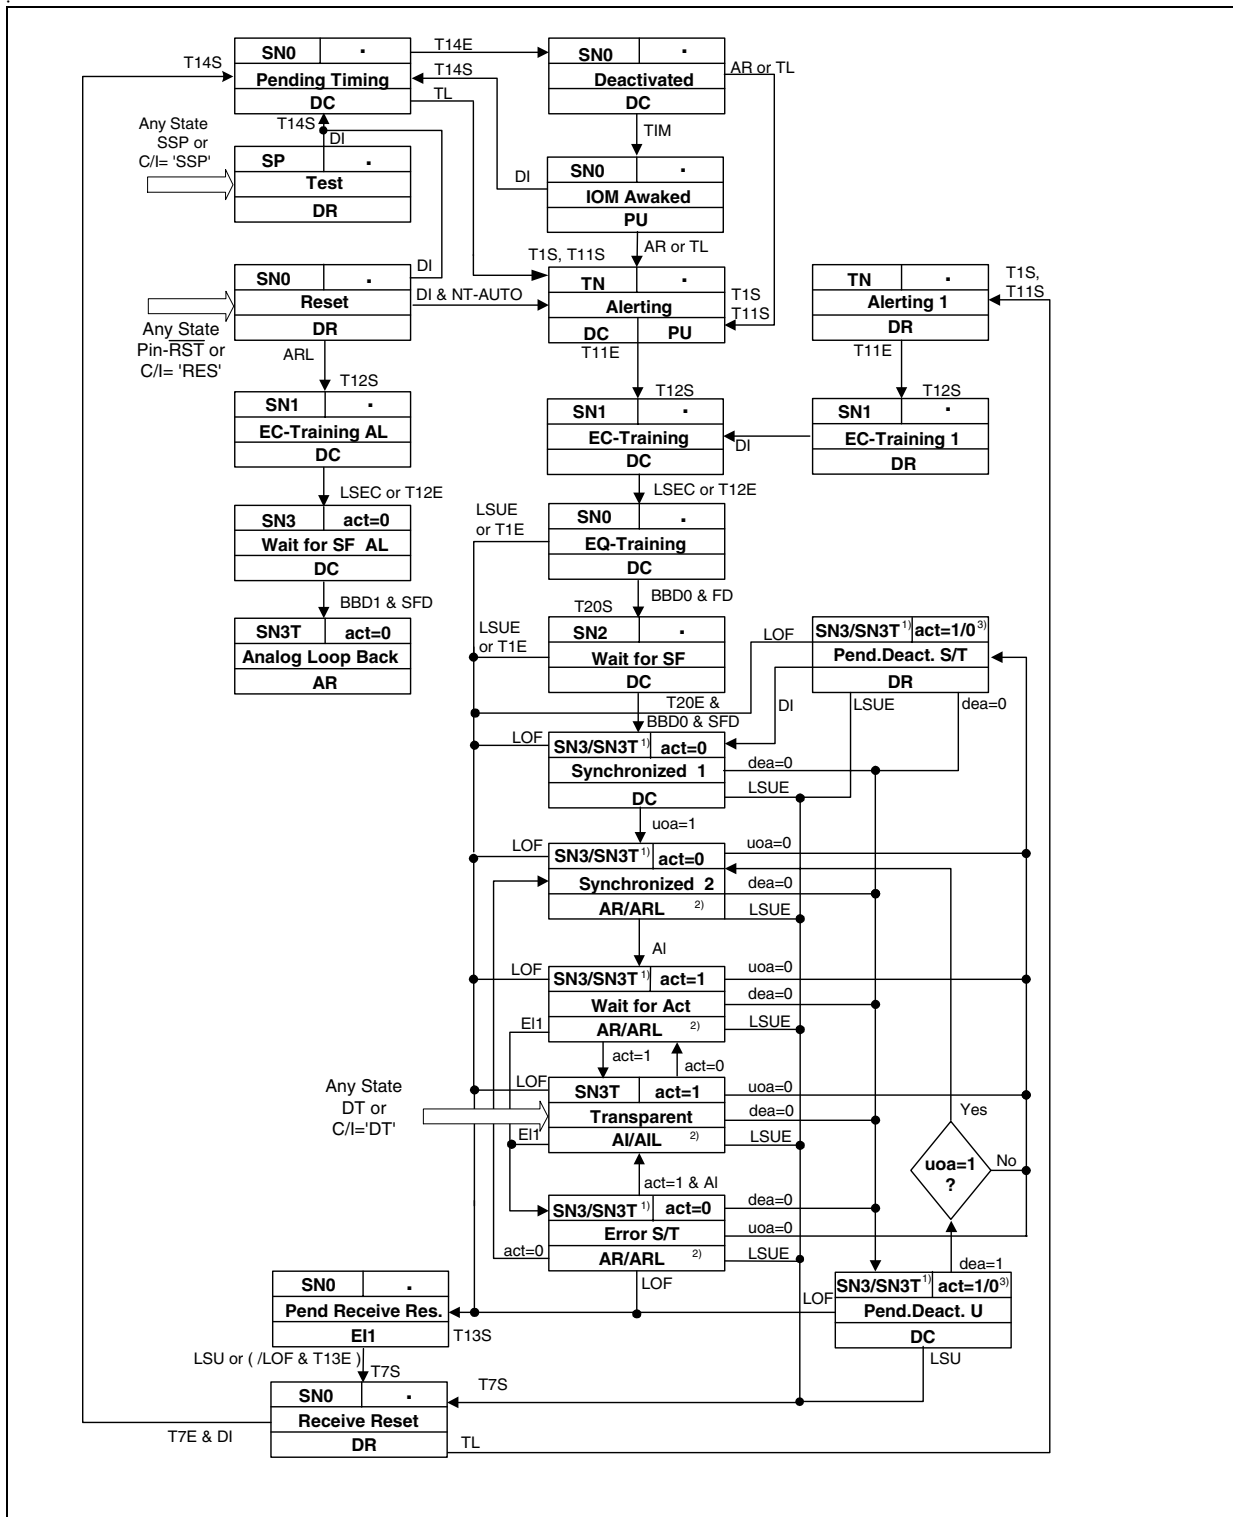 SN0 .
Pending Timing
DC
T14S
T14E
T14S
TL
SN0 .
Deactivated
DC
AR or TL
TIM
T14S
DI
Any State
SSP or
C/I= 'SSP'
SP .
Test
DR
DI
SN0 .
IOM Awaked
PU
AR or TL
T1S, T11S
DI
SN0 .
Reset
DR
DI & NT-AUTO
Any State
Pin-RST or
C/I= 'RES'
TN .
Alerting
DC PU
T1S
T11S
TN .
Alerting 1
DR
T1S,
T11S
ARL
T12S
T11E
T12S
T11E
T12S
SN1 .
EC-Training AL
DC
SN1 .
EC-Training
DC
DI
SN1 .
EC-Training 1
DR
LSEC or T12E
LSEC or T12E
SN3 act=0
Wait for SF AL
DC
LSUE
or T1E
SN0 .
EQ-Training
DC
BBD1 & SFD
BBD0 & FD
T20S
SN3T act=0
Analog Loop Back
AR
LSUE
or T1E
SN2 .
Wait for SF
DC
LOF
SN3/SN3T 1) act=1/0 3)
Pend.Deact. S/T
DR
T20E &
BBD0 & SFD
DI
LSUE
dea=0
LOF
SN3/SN3T 1) act=0
Synchronized 1
DC
dea=0
LSUE
uoa=1
LOF
SN3/SN3T 1) act=0
Synchronized 2
AR/ARL 2)
uoa=0
dea=0
LSUE
AI
LOF
SN3/SN3T 1) act=1
Wait for Act
AR/ARL 2)
uoa=0
dea=0
LSUE
EI1
act=1
act=0
Any State
DT or
C/I='DT'
LOF
SN3T act=1
Transparent
AI/AIL 2)
uoa=0
dea=0
LSUE
EI1
Yes
uoa=1
?
No
act=1 & AI
SN3/SN3T 1) act=0
Error S/T
AR/ARL 2)
dea=0
uoa=0
LSUE
act=0
LOF
dea=1
SN0 .
Pend Receive Res.
EI1
T13S
LOF
SN3/SN3T 1) act=1/0 3)
Pend.Deact. U
DC
LSU or ( /LOF & T13E )
T7S
T7S
LSU
SN0 .
Receive Reset
DR
T7E & DI
TL